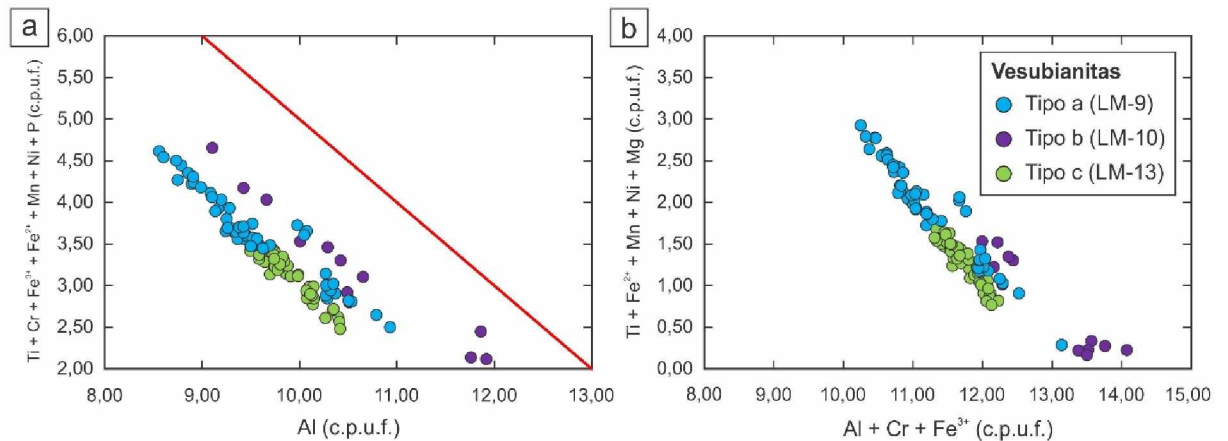 a
Ti + Cr + Fe³⁺ + Fe²⁺ + Mn + Ni + P (c.p.u.f.)
6,00
5,50
5,00
4,50
4,00
3,50
3,00
2,50
2,00
8,00 9,00 10,00 11,00 12,00 13,00
Al (c.p.u.f.)
b
Ti + Fe²⁺ + Mn + Ni + Mg (c.p.u.f.)
4,00
3,50
3,00
2,50
2,00
1,50
1,00
0,50
0,00
8,00 9,00 10,00 11,00 12,00 13,00 14,00 15,00
Al + Cr + Fe³⁺ (c.p.u.f.)
Vesubianitas
Tipo a (LM-9)
Tipo b (LM-10)
Tipo c (LM-13)